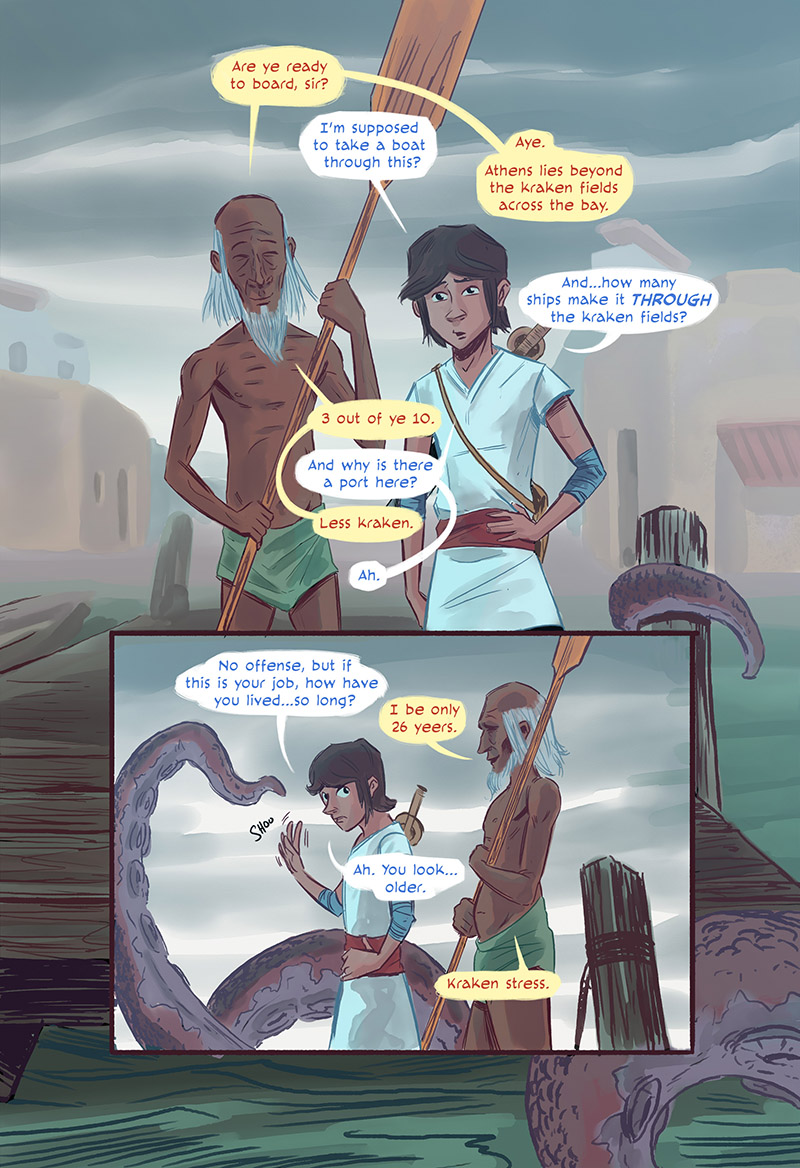 Are ye ready
to board, sir?
I'm supposed
to take a boat
through this?
Aye.
Athens lies beyond
the kraken fields
across the bay.
And...how many
ships make it THROUGH
the kraken fields?
3 out of ye 10.
And why is there
a port here?
Less kraken.
Ah.
No offense, but if
this is your job, how have
you lived...so long?
I be only
26 yeers.
SHOO
Ah. You look...
older.
Kraken stress.